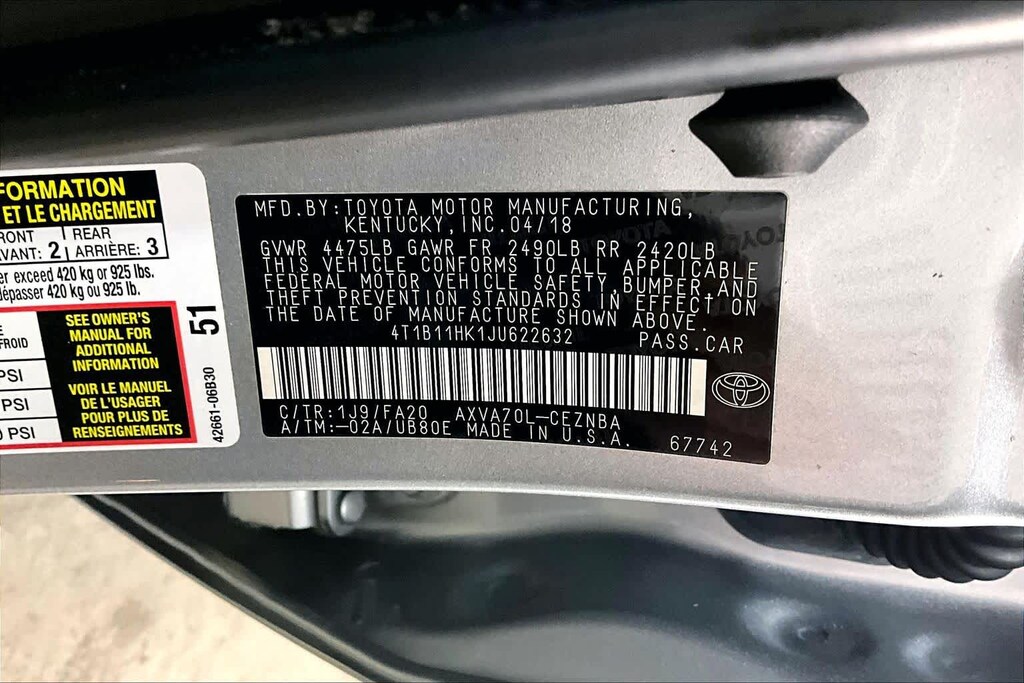 FORMATION
ET LE CHARGEMENT
RONT 2 REAR 3
VANT: ARRIÈRE:
er exceed 420 kg or 925 lbs.
dépasser 420 kg ou 925 lb.
FROID
PSI
PSI
0 PSI
SEE OWNER'S
MANUAL FOR
ADDITIONAL
INFORMATION
VOIR LE MANUEL
DE L'USAGER
POUR PLUS DE
RENSEIGNEMENTS
51
42661-06B30
MFD.BY:TOYOTA MOTOR MANUFACTURING,
KENTUCKY,INC.04/18
GVWR 4475LB GAWR FR 2490LB RR 2420LB
THIS VEHICLE CONFORMS TO ALL APPLICABLE
FEDERAL MOTOR VEHICLE SAFETY,BUMPER,AND
THEFT PREVENTION STANDARDS IN EFFECT ON
THE DATE OF MANUFACTURE SHOWN ABOVE.
4T1B11HK1JU622632 PASS.CAR
C/TR:1J9/FA20 AXVA70L-CEZNBA
A/TM:-02A/UB80E MADE IN U.S.A. 67742